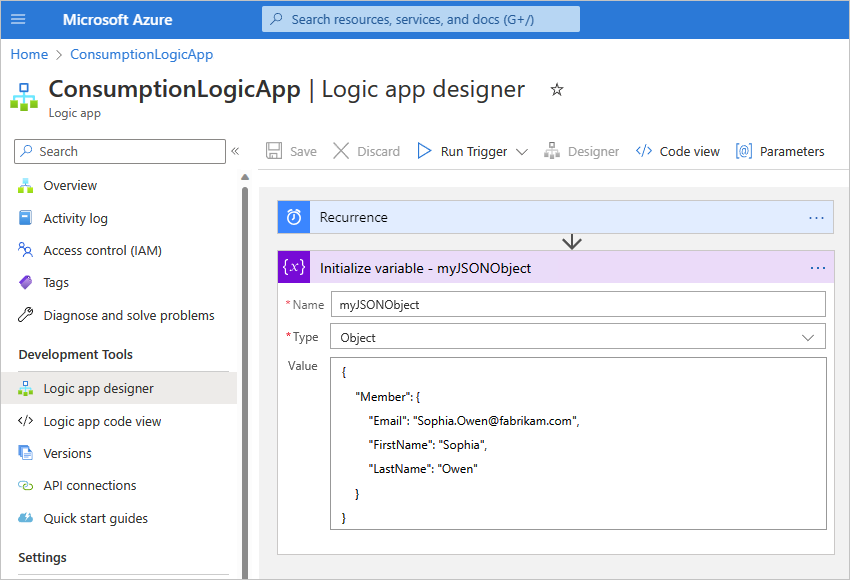 Microsoft Azure
Search resources, services, and docs (G+/)
Home > ConsumptionLogicApp
ConsumptionLogicApp | Logic app designer
Logic app
Search
«
Save
Discard
Run Trigger
Designer
</> Code view
[@] Parameters
Overview
Activity log
Access control (IAM)
Tags
Diagnose and solve problems
Development Tools
Logic app designer
</> Logic app code view
Versions
API connections
Quick start guides
Settings
Recurrence
...
{x} Initialize variable - myJSONObject
...
* Name myJSONObject
* Type Object
Value
{
"Member": {
"Email": "Sophia.Owen@fabrikam.com",
"FirstName": "Sophia",
"LastName": "Owen"
}
}